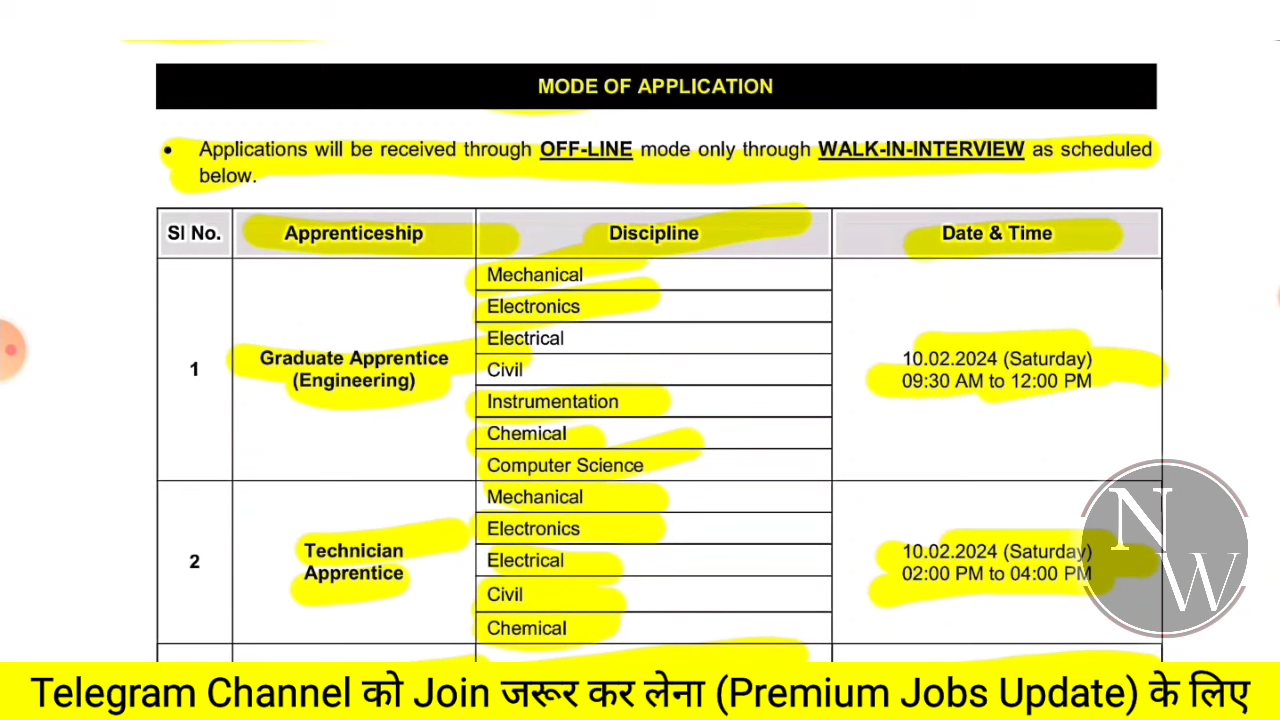 MODE OF APPLICATION
• Applications will be received through OFF-LINE mode only through WALK-IN-INTERVIEW as scheduled
below.
Sl No. Apprenticeship Discipline Date & Time
1
Graduate Apprentice
(Engineering)
Mechanical
Electronics
Electrical
Civil
Instrumentation
Chemical
Computer Science
10.02.2024 (Saturday)
09:30 AM to 12:00 PM
2
Technician
Apprentice
Mechanical
Electronics
Electrical
Civil
Chemical
10.02.2024 (Saturday)
02:00 PM to 04:00 PM
NW
Telegram Channel को Join जरूर कर लेना (Premium Jobs Update) के लिए